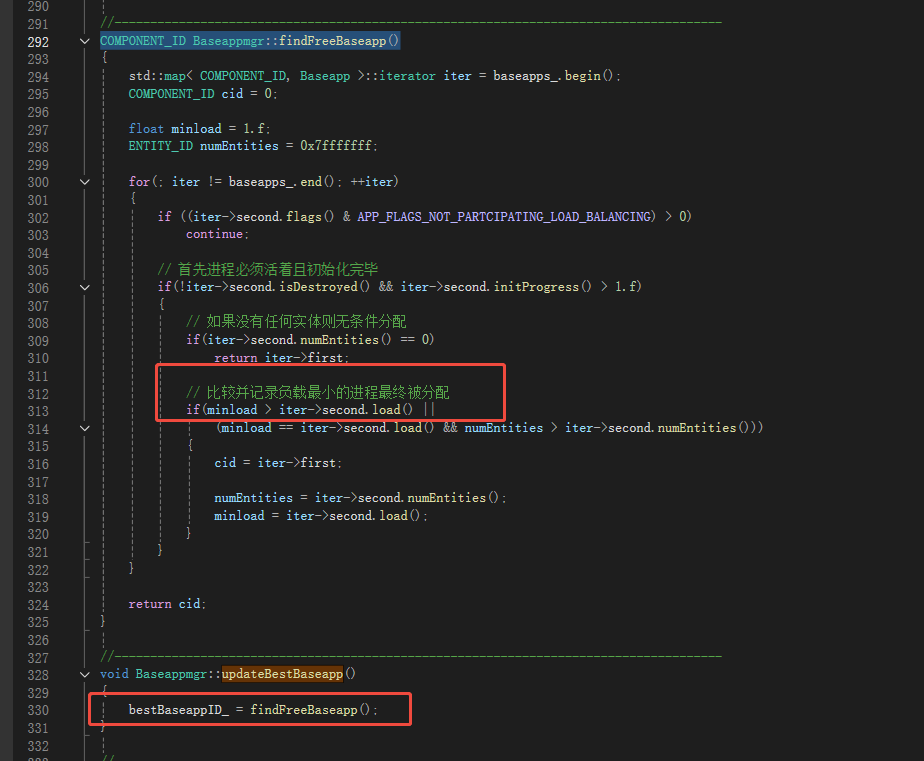 290
291 //-------------------------------------------------------------------------------------
292 COMPONENT_ID Baseappmgr::findFreeBaseapp()
293 {
294 std::map< COMPONENT_ID, Baseapp >::iterator iter = baseapps_.begin();
295 COMPONENT_ID cid = 0;
296
297 float minload = 1.f;
298 ENTITY_ID numEntities = 0x7fffffff;
299
300 for(; iter != baseapps_.end(); ++iter)
301 {
302 if ((iter->second.flags() & APP_FLAGS_NOT_PARTCIPATING_LOAD_BALANCING) > 0)
303 continue;
304
305 // 首先进程必须活着且初始化完毕
306 if(!iter->second.isDestroyed() && iter->second.initProgress() > 1.f)
307 {
308 // 如果没有任何实体则无条件分配
309 if(iter->second.numEntities() == 0)
310 return iter->first;
311
312 // 比较并记录负载最小的进程最终被分配
313 if(minload > iter->second.load() ||
314 (minload == iter->second.load() && numEntities > iter->second.numEntities()))
315 {
316 cid = iter->first;
317
318 numEntities = iter->second.numEntities();
319 minload = iter->second.load();
320 }
321 }
322 }
323
324 return cid;
325 }
326
327 //-------------------------------------------------------------------------------------
328 void Baseappmgr::updateBestBaseapp()
329 {
330 bestBaseappID_ = findFreeBaseapp();
331 }
332